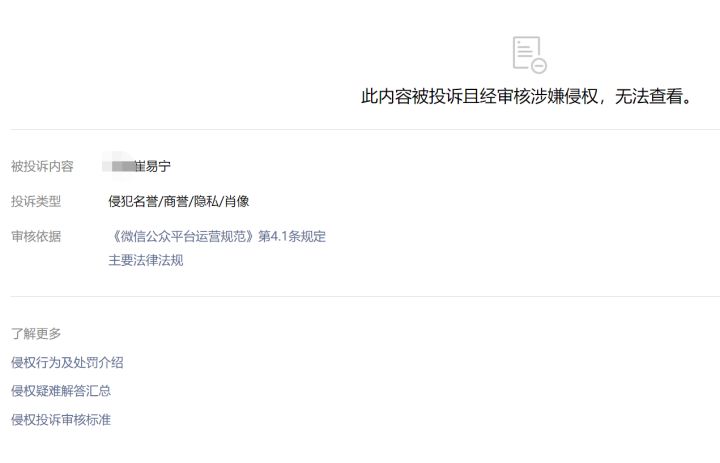 此内容被投诉且经审核涉嫌侵权，无法查看。
被投诉内容 崔易宁
投诉类型 侵犯名誉/商誉/隐私/肖像
审核依据 《微信公众平台运营规范》第4.1条规定
主要法律法规
了解更多
侵权行为及处罚介绍
侵权疑难解答汇总
侵权投诉审核标准